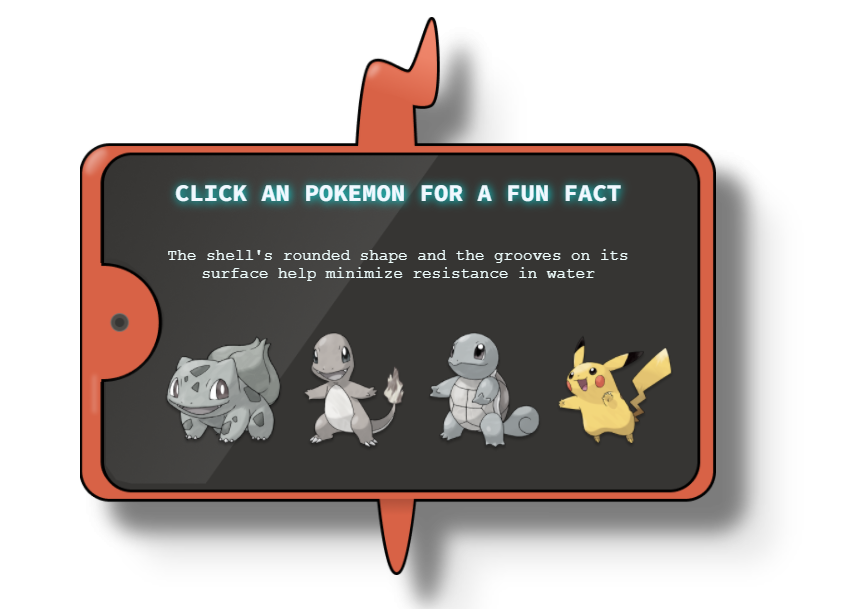 CLICK AN POKEMON FOR A FUN FACT
The shell's rounded shape and the grooves on its
surface help minimize resistance in water